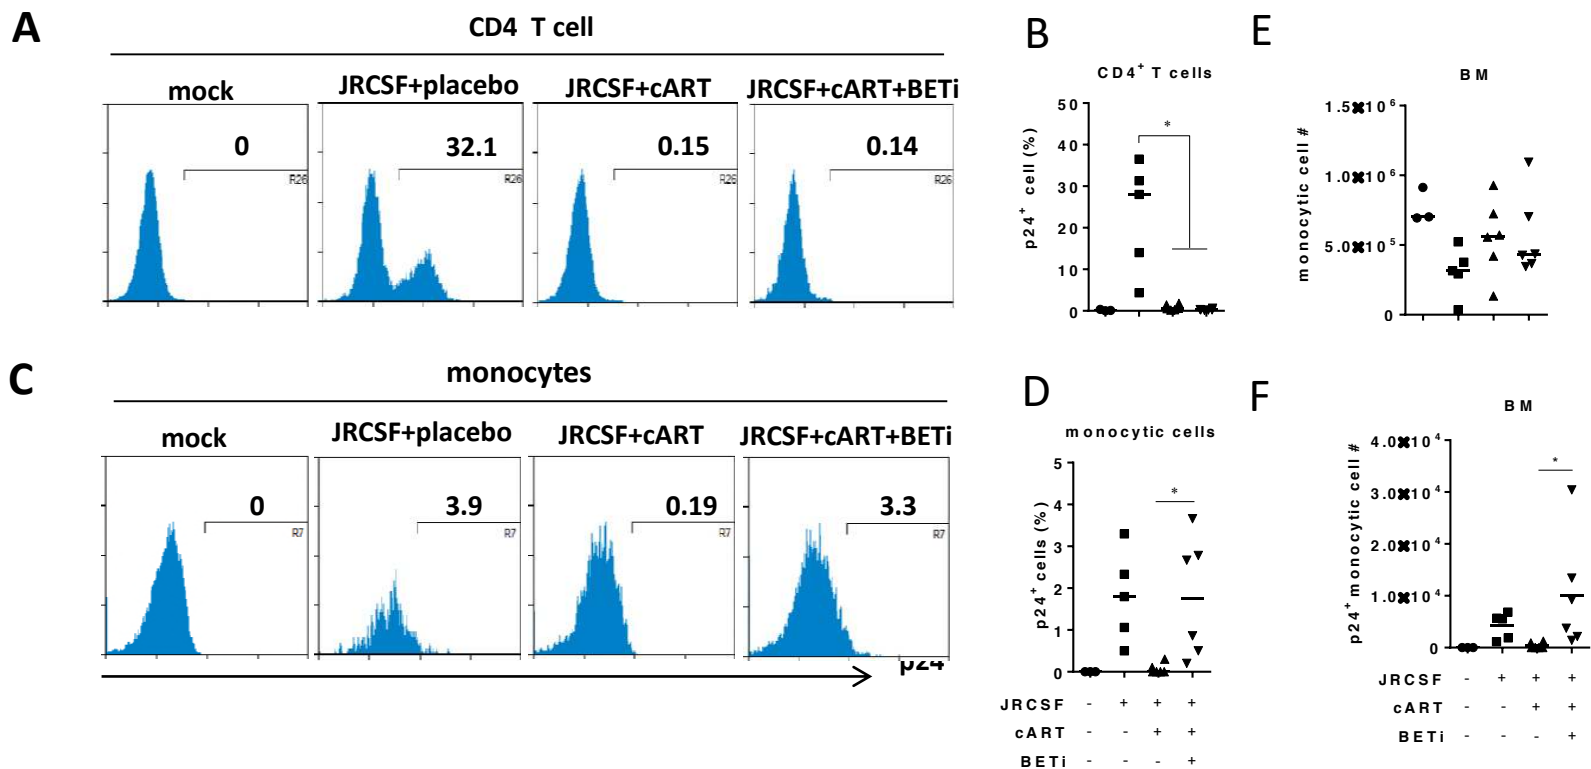 A
CD4 T cell
mock
JRCSF+placebo
JRCSF+cART
JRCSF+cART+BETi
0
32.1
0.15
0.14
R26
R26
R26
R26
B
CD4+ T cells
p24+ cell (%)
50
40
30
20
10
0
*
E
BM
monocytic cell #
1.5✖10^6
1.0✖10^6
5.0✖10^5
0
C
monocytes
mock
JRCSF+placebo
JRCSF+cART
JRCSF+cART+BETi
0
3.9
0.19
3.3
R7
R7
R7
R7
p24
D
monocytic cells
p24+ cells (%)
5
4
3
2
1
0
*
JRCSF - + + +
cART - - + +
BETi - - - +
F
BM
p24+ monocytic cell #
4.0✖10^4
3.0✖10^4
2.0✖10^4
1.0✖10^4
0
*
JRCSF - + + +
cART - - + +
BETi - - - +